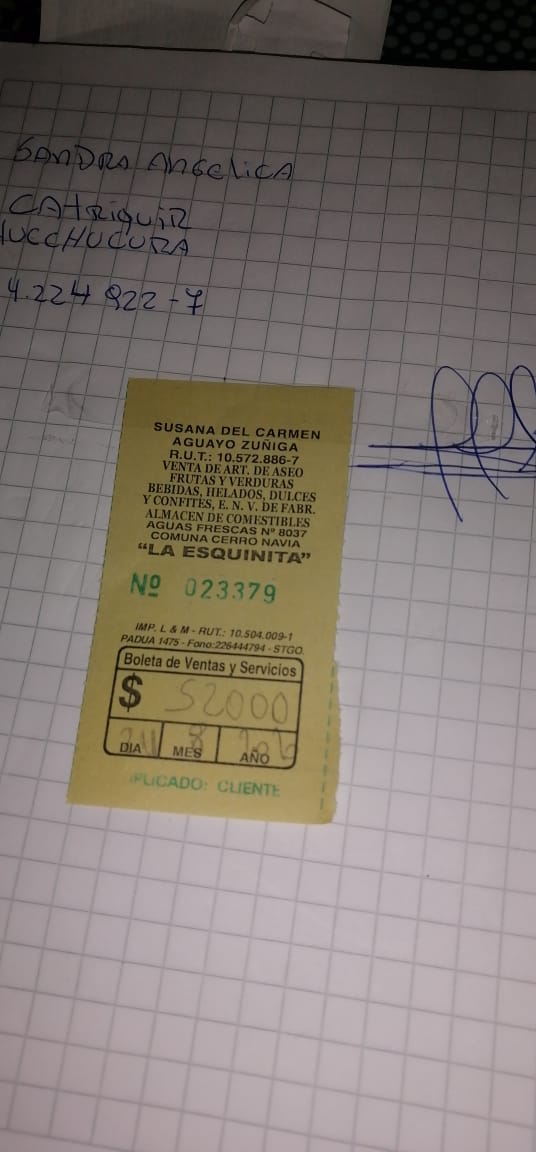 SANDRA ANGELICA
CATRIQUIR
HUECHUCURA
4.224 922-7
SUSANA DEL CARMEN
AGUAYO ZUÑIGA
R.U.T.: 10.572.886-7
VENTA DE ART. DE ASEO
FRUTAS Y VERDURAS
BEBIDAS, HELADOS, DULCES
Y CONFITES, E. N. V. DE FABR.
ALMACEN DE COMESTIBLES
AGUAS FRESCAS Nº 8037
COMUNA CERRO NAVIA
“LA ESQUINITA”
Nº 023379
IMP. L & M - RUT.: 10.504.009-1
PADUA 1475 - Fono:226444794 - STGO.
Boleta de Ventas y Servicios
$ 52000
8
DIA MES AÑO
CLIENTE